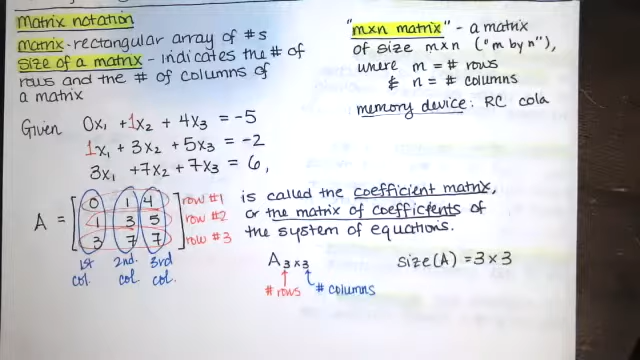 Matrix notation
Matrix - rectangular array of #s
size of a matrix - indicates the # of
rows and the # of columns of
a matrix
"m×n matrix" - a matrix
of size m×n ("m by n"),
where m = # rows
& n = # columns
memory device: RC cola
Given 0x₁ + 1x₂ + 4x₃ = -5
1x₁ + 3x₂ + 5x₃ = -2
3x₁ + 7x₂ + 7x₃ = 6,
A = [ 0 1 4 ] row #1
1 3 5 row #2
3 7 7 row #3
1st col. 2nd. col. 3rd col.
is called the coefficient matrix,
or the matrix of coefficients of
the system of equations.
A 3×3
# rows # columns
size(A) = 3×3